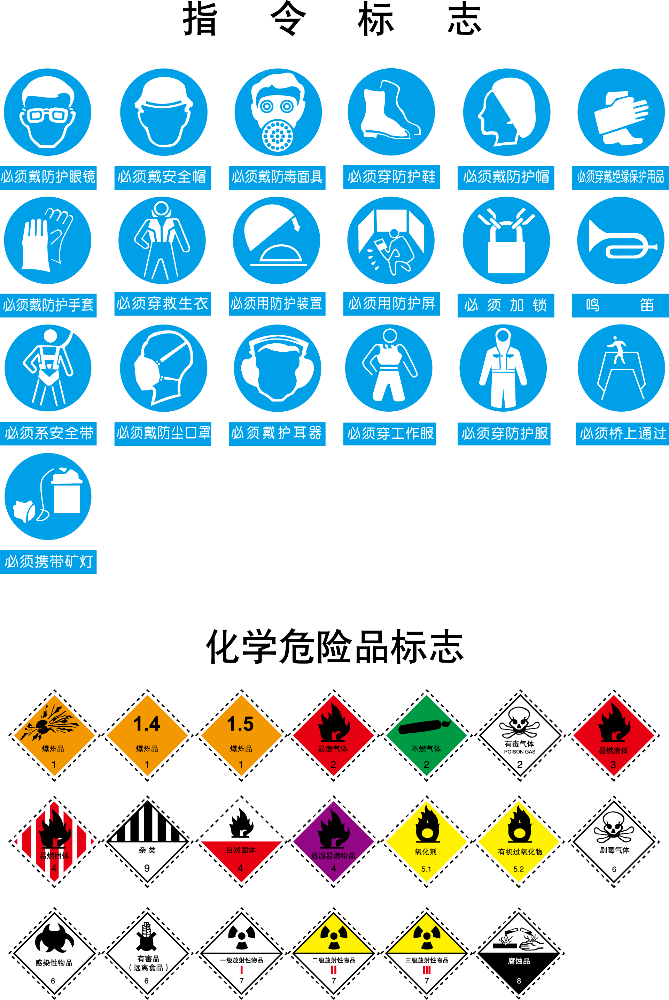 指令标志
必须戴防护眼镜
必须戴安全帽
必须戴防毒面具
必须穿防护鞋
必须戴防护帽
必须穿戴绝缘保护用品
必须戴防护手套
必须穿救生衣
必须用防护装置
必须用防护屏
必须加锁
鸣笛
必须系安全带
必须戴防尘口罩
必须戴护耳器
必须穿工作服
必须穿防护服
必须桥上通过
必须携带矿灯
化学危险品标志
爆炸品
1
1.4
爆炸品
1
1.5
爆炸品
1
易燃气体
2
不燃气体
2
有毒气体
POISON GAS
2
易燃液体
3
易燃固体
4
杂类
9
自然固体
4
遇湿易燃物品
4
氧化剂
5.1
有机过氧化物
5.2
剧毒气体
6
感染性物品
6
有害品
(远离食品)
6
一级放射性物品
I
7
二级放射性物品
II
7
三级放射性物品
III
7
腐蚀品
8